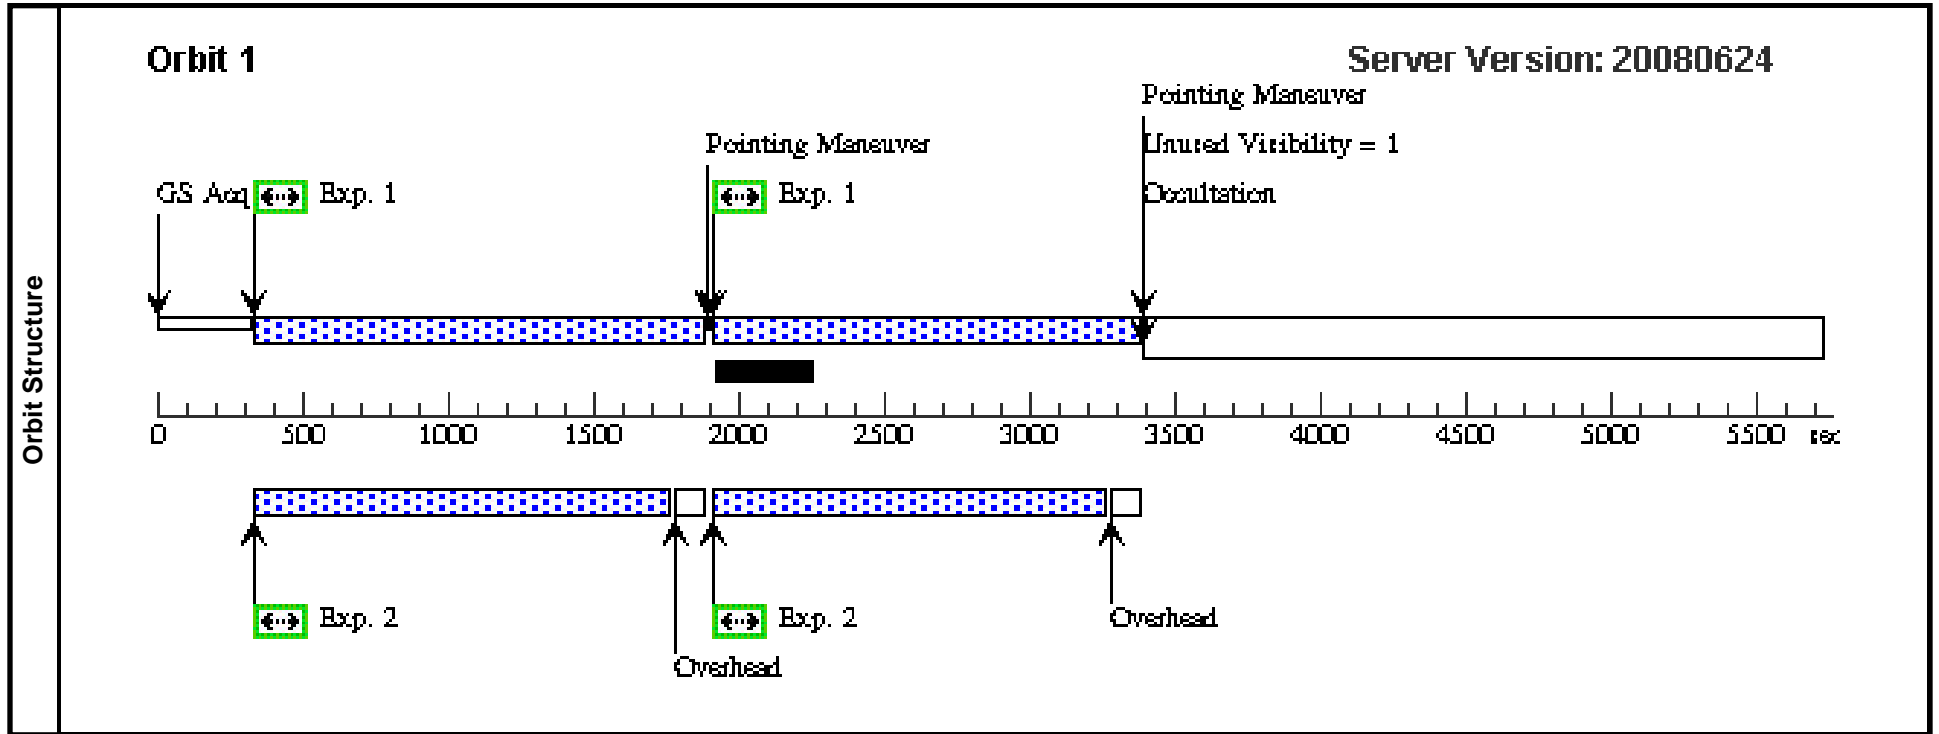 Orbit Structure
Orbit 1
Server Version: 20080624
Pointing Maneuver
Pointing Maneuver
Unused Visibility = 1
GS Acq
Exp. 1
Exp. 1
Occultation
0 500 1000 1500 2000 2500 3000 3500 4000 4500 5000 5500 sec
Exp. 2
Exp. 2
Overhead
Overhead